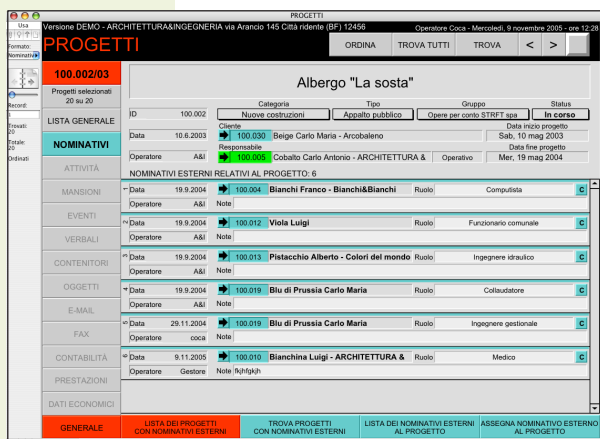 PROGETTI
Usa
Versione DEMO - ARCHITETTURA&INGEGNERIA via Arancio 145 Città ridente (BF) 12456
Operatore Coca - Mercoledì, 9 novembre 2005 - ore 12:28
Formato:
Nominativi
Record:
1
Trovati:
20
Totale:
20
Ordinati
PROGETTI
ORDINA
TROVA TUTTI
TROVA
<
>
100.002/03
Progetti selezionati
20 su 20
LISTA GENERALE
NOMINATIVI
ATTIVITÀ
MANSIONI
EVENTI
VERBALI
CONTENITORI
OGGETTI
E-MAIL
FAX
CONTABILITÀ
PRESTAZIONI
DATI ECONOMICI
GENERALE
Albergo "La sosta"
Categoria Tipo Gruppo Status
ID 100.002 Nuove costruzioni Appalto pubblico Opere per conto STRFT spa In corso
Cliente Data inizio progetto
Data 10.6.2003 100.030 Beige Carlo Maria - Arcobaleno Sab, 10 mag 2003
Responsabile Data fine progetto
Operatore A&I 100.005 Cobalto Carlo Antonio - ARCHITETTURA & Operativo Mer, 19 mag 2004
NOMINATIVI ESTERNI RELATIVI AL PROGETTO: 6
1 Data 19.9.2004 100.004 Bianchi Franco - Bianchi&Bianchi Ruolo Computista C
Operatore A&I Note
2 Data 19.9.2004 100.012 Viola Luigi Ruolo Funzionario comunale C
Operatore A&I Note
3 Data 19.9.2004 100.013 Pistacchio Alberto - Colori del mondo Ruolo Ingegnere idraulico C
Operatore A&I Note
4 Data 19.9.2004 100.019 Blu di Prussia Carlo Maria Ruolo Collaudatore C
Operatore A&I Note
5 Data 29.11.2004 100.019 Blu di Prussia Carlo Maria Ruolo Ingegnere gestionale C
Operatore coca Note
6 Data 9.11.2005 100.010 Bianchina Luigi - ARCHITETTURA & Ruolo Medico C
Operatore Gestore Note fkjhfgkjh
LISTA DEI PROGETTI
CON NOMINATIVI ESTERNI
TROVA PROGETTI
CON NOMINATIVI ESTERNI
LISTA DEI NOMINATIVI ESTERNI
AL PROGETTO
ASSEGNA NOMINATIVO ESTERNO
AL PROGETTO